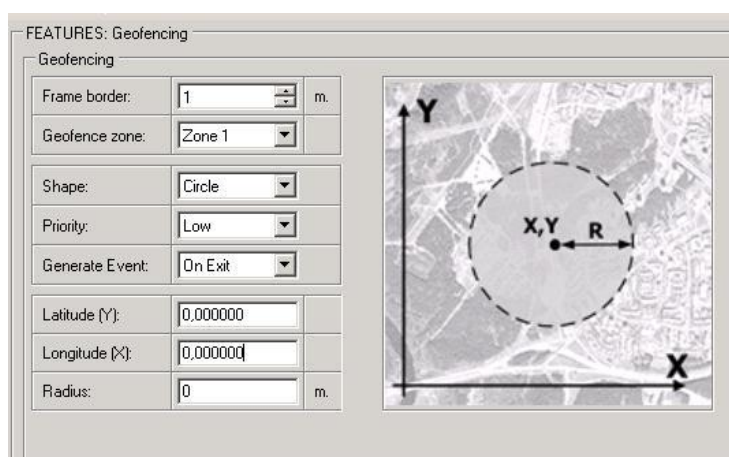 FEATURES: Geofencing
Geofencing
Frame border: 1 m.
Geofence zone: Zone 1
Shape: Circle
Priority: Low
Generate Event: On Exit
Latitude (Y): 0,000000
Longitude (X): 0,000000
Radius: 0 m.
Y
X,Y R
X